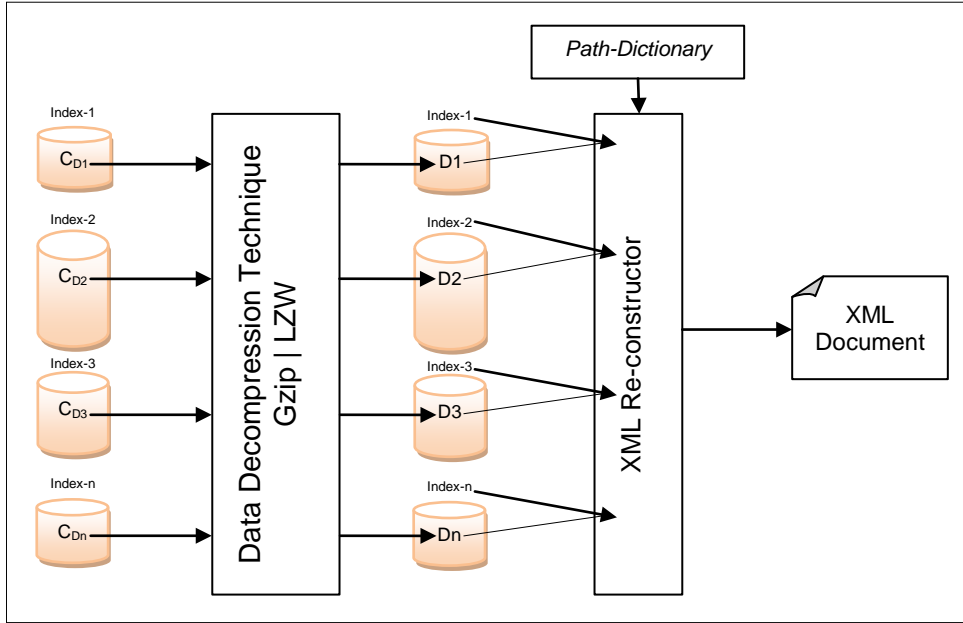 Path-Dictionary
Index-1
CD1
Index-2
CD2
Index-3
CD3
Index-n
CDn
Data Decompression Technique
Gzip | LZW
Index-1
D1
Index-2
D2
Index-3
D3
Index-n
Dn
XML Re-constructor
XML
Document